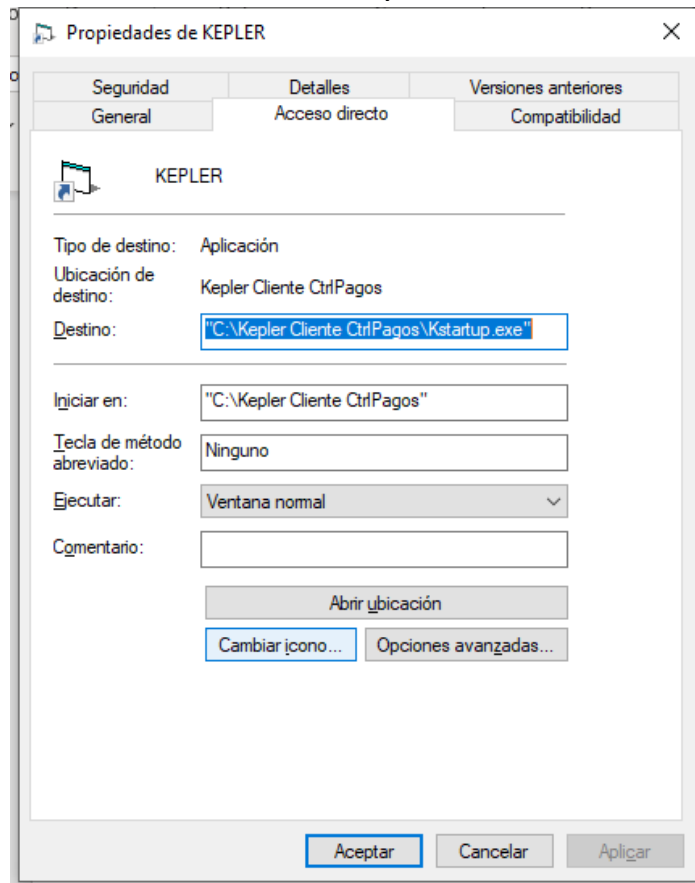 Propiedades de KEPLER
Seguridad Detalles Versiones anteriores
General Acceso directo Compatibilidad
KEPLER
Tipo de destino: Aplicación
Ubicación de
destino: Kepler Cliente CtrlPagos
Destino: "C:\Kepler Cliente CtrlPagos\Kstartup.exe"
Iniciar en: "C:\Kepler Cliente CtrlPagos"
Tecla de método
abreviado: Ninguno
Ejecutar: Ventana normal
Comentario:
Abrir ubicación
Cambiar icono... Opciones avanzadas...
Aceptar Cancelar Aplicar